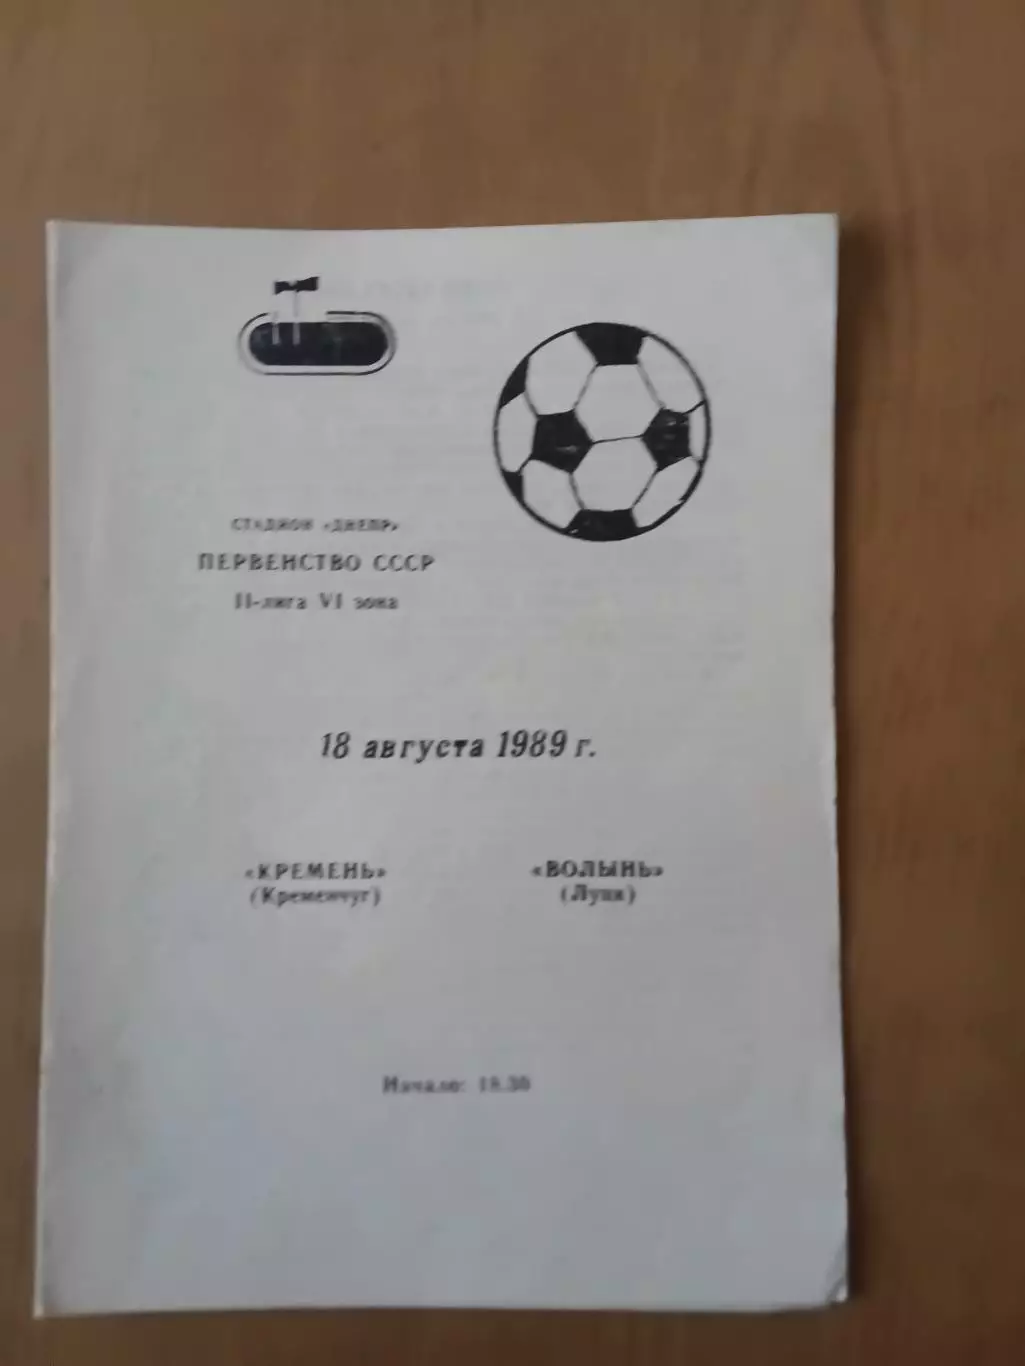 СТАДИОН «ДНЕПР»
ПЕРВЕНСТВО СССР
II-лига VI зона
18 августа 1989 г.
«КРЕМЕНЬ» «ВОЛЫНЬ»
(Кременчуг) (Луцк)
Начало: 18.30